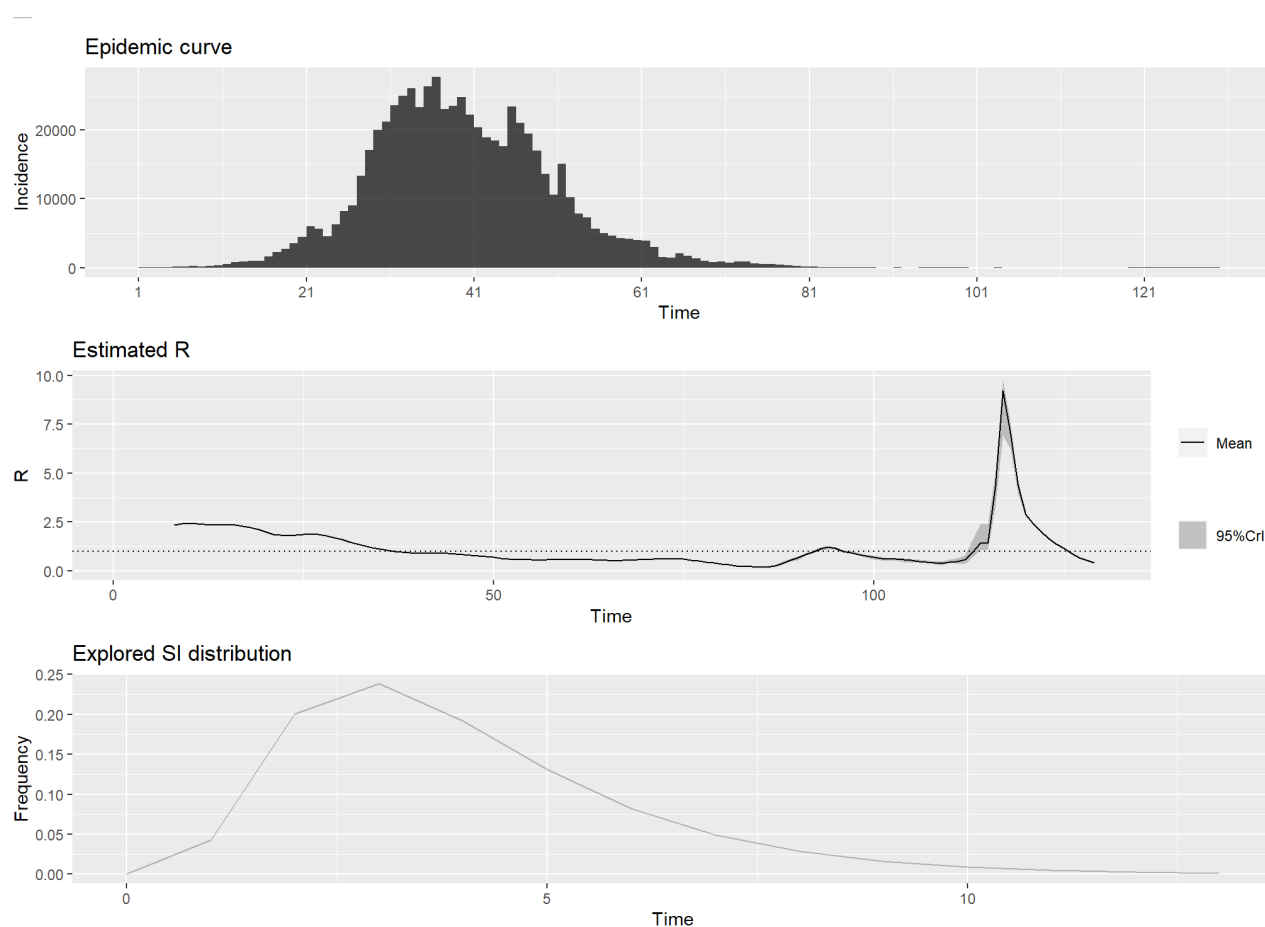 Epidemic curve
Incidence
20000
10000
0
1 21 41 61 81 101 121
Time
Estimated R
R
10.0
7.5
5.0
2.5
0.0
0 50 100
Time
Mean
95%CrI
Explored SI distribution
Frequency
0.25
0.20
0.15
0.10
0.05
0.00
0 5 10
Time